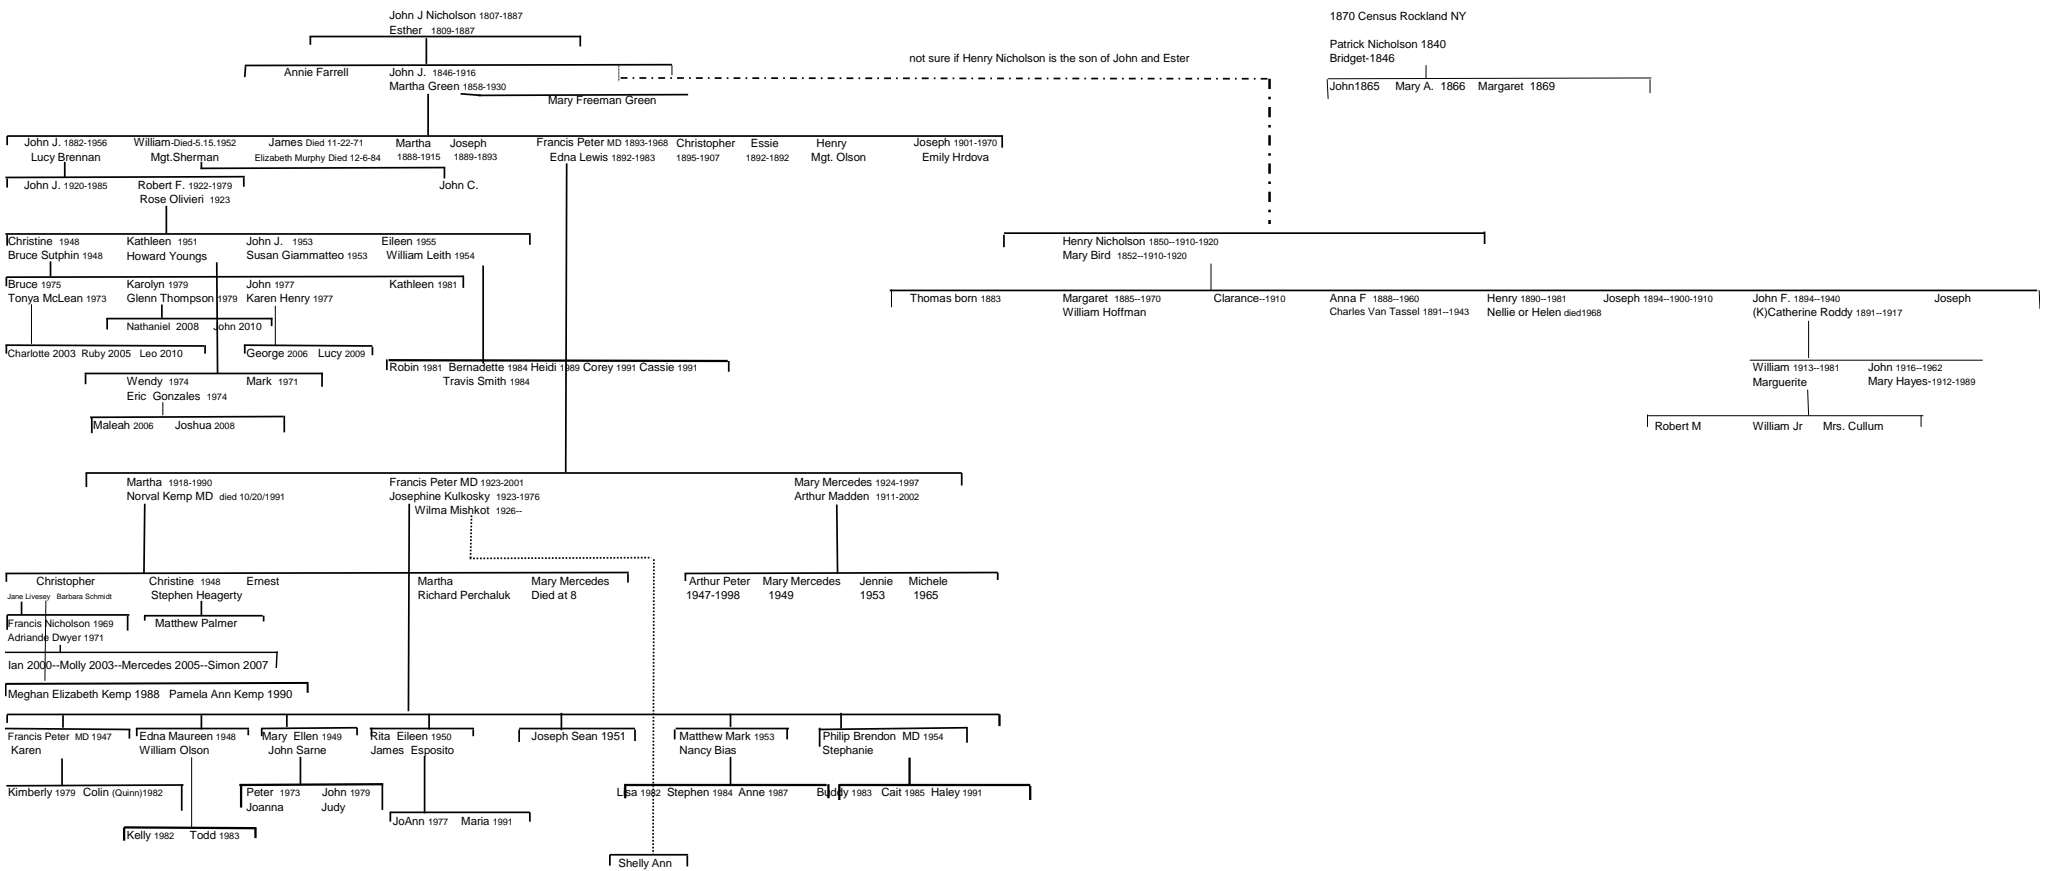 John J Nicholson 1807-1887
Esther 1809-1887
1870 Census Rockland NY
Patrick Nicholson 1840
Bridget-1846
John1865 Mary A. 1866 Margaret 1869
not sure if Henry Nicholson is the son of John and Ester
Annie Farrell John J. 1846-1916
Martha Green 1858-1930
Mary Freeman Green
John J. 1882-1956 William-Died-5.15.1952 James Died 11-22-71 Martha Joseph Francis Peter MD 1893-1968 Christopher Essie Henry Joseph 1901-1970
Lucy Brennan Mgt.Sherman Elizabeth Murphy Died 12-6-84 1888-1915 1889-1893 Edna Lewis 1892-1983 1895-1907 1892-1892 Mgt. Olson Emily Hrdova
John J. 1920-1985 Robert F. 1922-1979 John C.
Rose Olivieri 1923
Christine 1948 Kathleen 1951 John J. 1953 Eileen 1955
Bruce Sutphin 1948 Howard Youngs Susan Giammatteo 1953 William Leith 1954
Henry Nicholson 1850--1910-1920
Mary Bird 1852--1910-1920
Bruce 1975 Karolyn 1979 John 1977 Kathleen 1981
Tonya McLean 1973 Glenn Thompson 1979 Karen Henry 1977
Thomas born 1883 Margaret 1885--1970 Clarance--1910 Anna F 1888--1960 Henry 1890--1981 Joseph 1894--1900-1910 John F. 1894--1940 Joseph
William Hoffman Charles Van Tassel 1891--1943 Nellie or Helen died1968 (K)Catherine Roddy 1891--1917
Nathaniel 2008 John 2010
Charlotte 2003 Ruby 2005 Leo 2010 George 2006 Lucy 2009
Robin 1981 Bernadette 1984 Heidi 1989 Corey 1991 Cassie 1991
Travis Smith 1984
William 1913--1981 John 1916--1962
Marguerite Mary Hayes-1912-1989
Wendy 1974 Mark 1971
Eric Gonzales 1974
Maleah 2006 Joshua 2008
Robert M William Jr Mrs. Cullum
Martha 1918-1990 Francis Peter MD 1923-2001 Mary Mercedes 1924-1997
Norval Kemp MD died 10/20/1991 Josephine Kulkosky 1923-1976 Arthur Madden 1911-2002
Wilma Mishkot 1926--
Christopher Christine 1948 Ernest Martha Mary Mercedes Arthur Peter Mary Mercedes Jennie Michele
Jane Livesey Barbara Schmidt Stephen Heagerty Richard Perchaluk Died at 8 1947-1998 1949 1953 1965
Francis Nicholson 1969 Matthew Palmer
Adriande Dwyer 1971
Ian 2000--Molly 2003--Mercedes 2005--Simon 2007
Meghan Elizabeth Kemp 1988 Pamela Ann Kemp 1990
Francis Peter MD 1947 Edna Maureen 1948 Mary Ellen 1949 Rita Eileen 1950 Joseph Sean 1951 Matthew Mark 1953 Philip Brendon MD 1954
Karen William Olson John Sarne James Esposito Nancy Bias Stephanie
Kimberly 1979 Colin (Quinn)1982 Peter 1973 John 1979 Lisa 1982 Stephen 1984 Anne 1987 Buddy 1983 Cait 1985 Haley 1991
Joanna Judy
JoAnn 1977 Maria 1991
Kelly 1982 Todd 1983
Shelly Ann